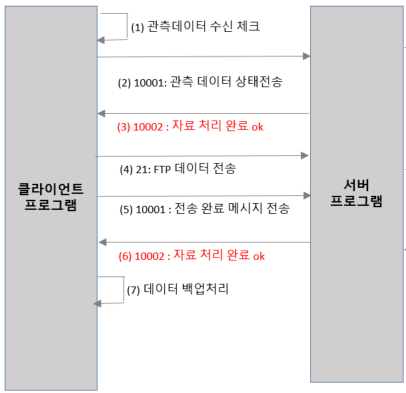 (1) 관측데이터 수신 체크
(2) 10001: 관측 데이터 상태전송
(3) 10002 : 자료 처리 완료 ok
(4) 21: FTP 데이터 전송
클라이언트
프로그램
서버
프로그램
(5) 10001 : 전송 완료 메시지 전송
(6) 10002 : 자료 처리 완료 ok
(7) 데이터 백업처리